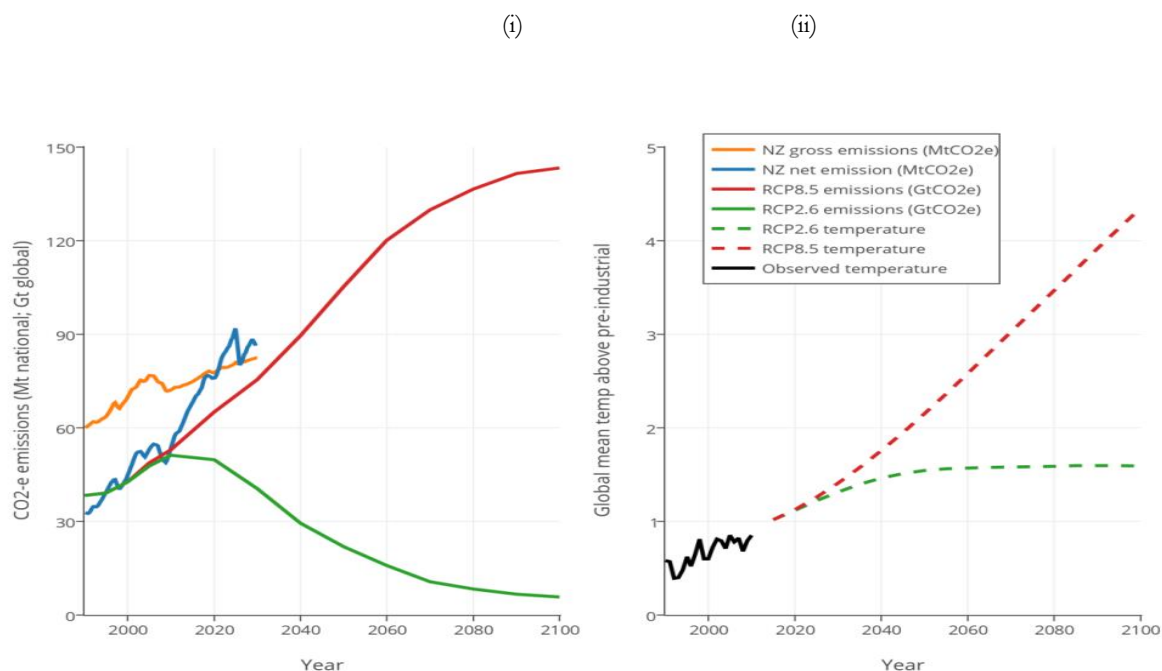 (i)
(ii)
CO2-e emissions (Mt national; Gt global)
150
120
90
60
30
0
2000 2020 2040 2060 2080 2100
Year
Global mean temp above pre-industrial
5
4
3
2
1
0
NZ gross emissions (MtCO2e)
NZ net emission (MtCO2e)
RCP8.5 emissions (GtCO2e)
RCP2.6 emissions (GtCO2e)
RCP2.6 temperature
RCP8.5 temperature
Observed temperature
2000 2020 2040 2060 2080 2100
Year